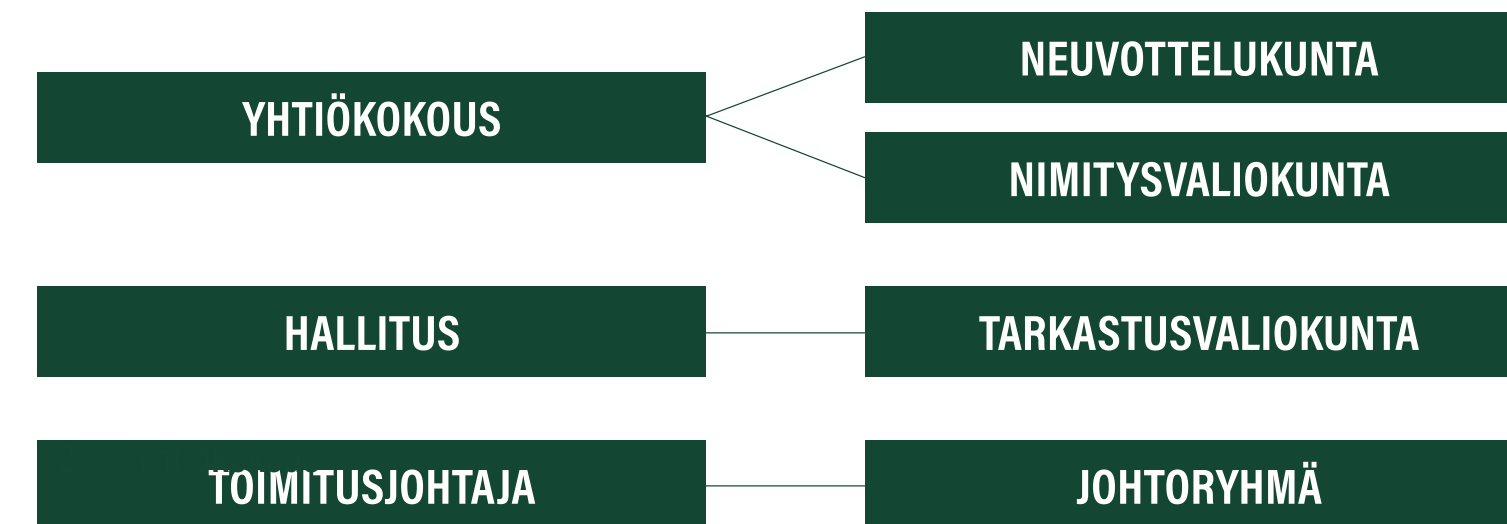 YHTIÖKOKOUS
NEUVOTTELUKUNTA
NIMITYSVALIOKUNTA
HALLITUS
TARKASTUSVALIOKUNTA
TOIMITUSJOHTAJA
JOHTORYHMÄ